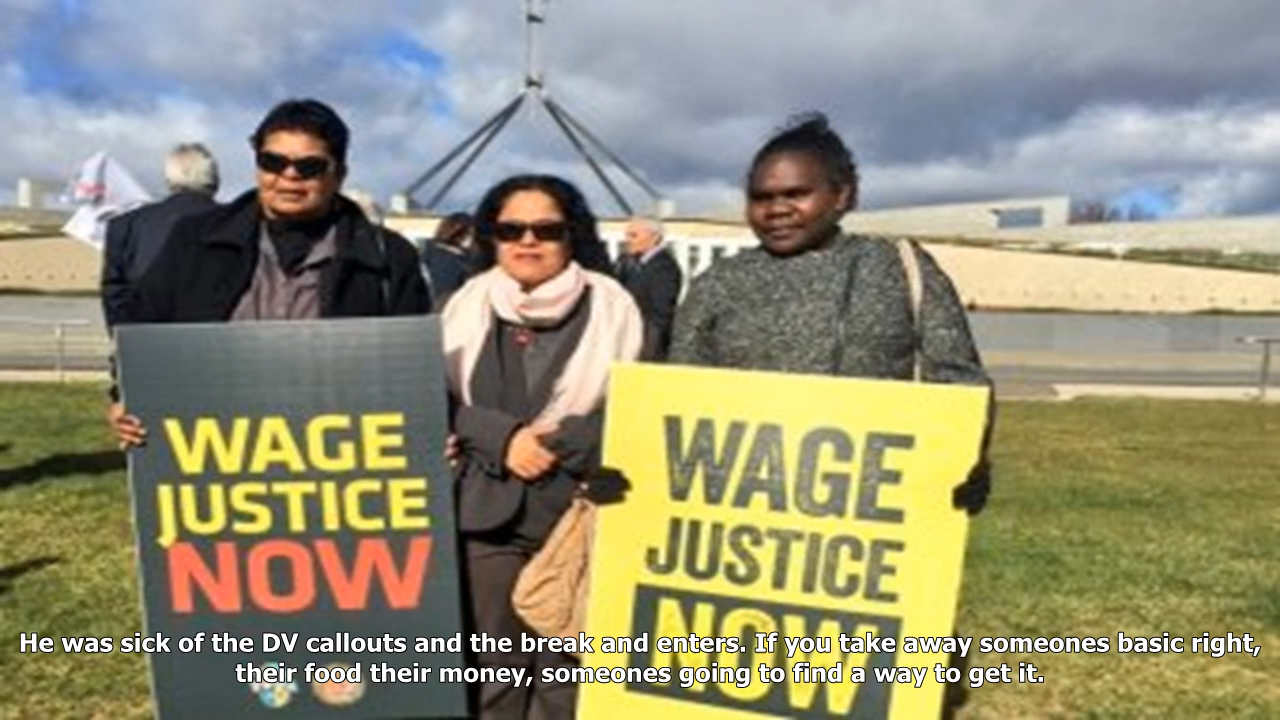 WAGE
JUSTICE
NOW
WAGE
JUSTICE
NOW
He was sick of the DV callouts and the break and enters. If you take away someones basic right,
their food their money, someones going to find a way to get it.